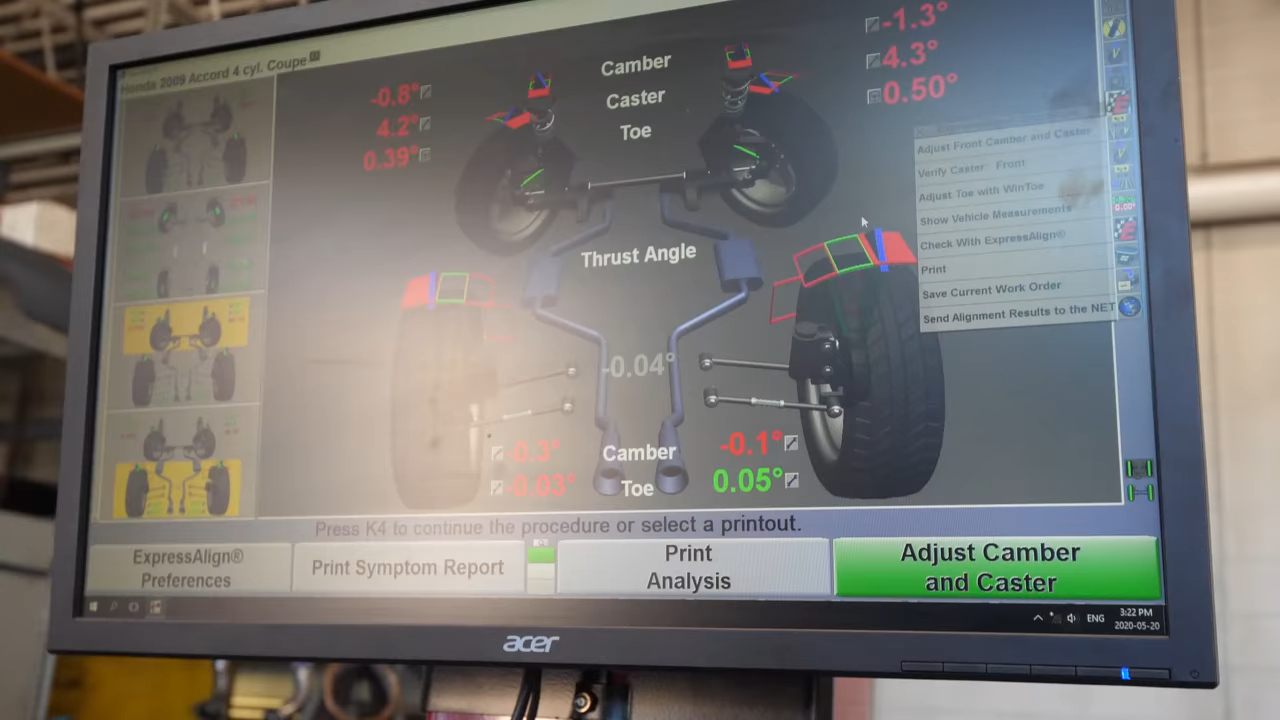 Honda 2009 Accord 4 cyl. Coupe
-0.8°
4.2°
0.39°
Camber
Caster
Toe
-1.3°
4.3°
0.50°
Adjust Front Camber and Caster
Verify Caster: Front
Adjust Toe with WinToe
Show Vehicle Measurements
Check With ExpressAlign®
Print
Save Current Work Order
Send Alignment Results to the NET
Thrust Angle
-0.04°
-0.3°
Camber
-0.1°
-0.03°
Toe
0.05°
Press K4 to continue the procedure or select a printout.
ExpressAlign®
Preferences
Print Symptom Report
Print
Analysis
Adjust Camber
and Caster
ENG
3:22 PM
2020-05-20
acer